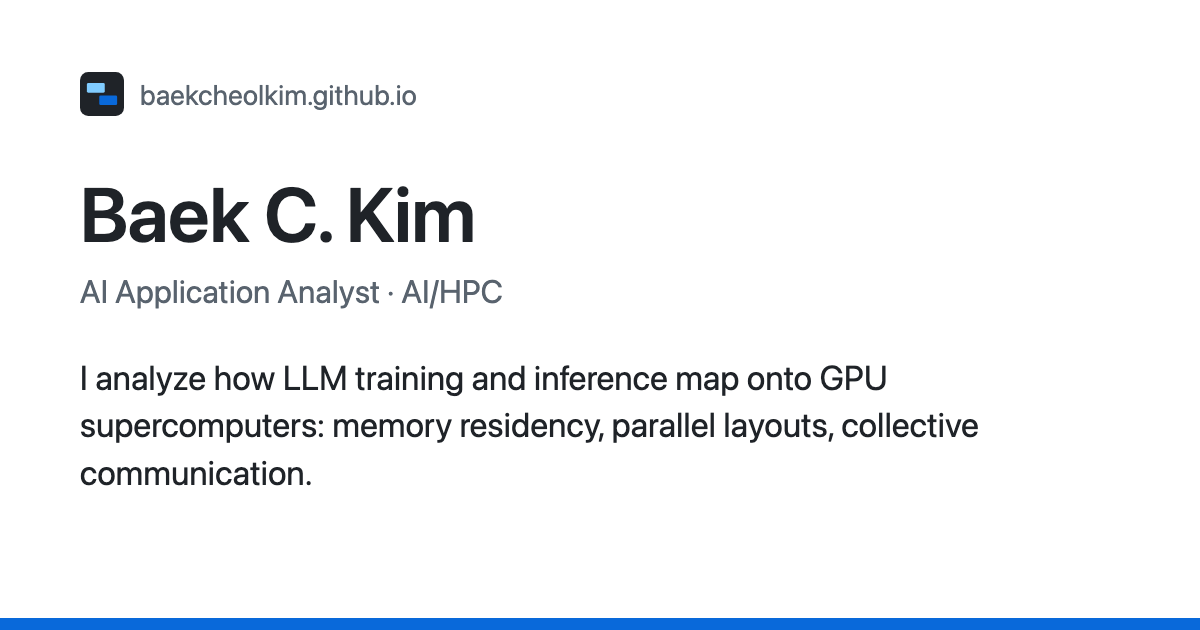 baekcheolkim.github.io
Baek C. Kim
AI Application Analyst · AI/HPC
I analyze how LLM training and inference map onto GPU
supercomputers: memory residency, parallel layouts, collective
communication.